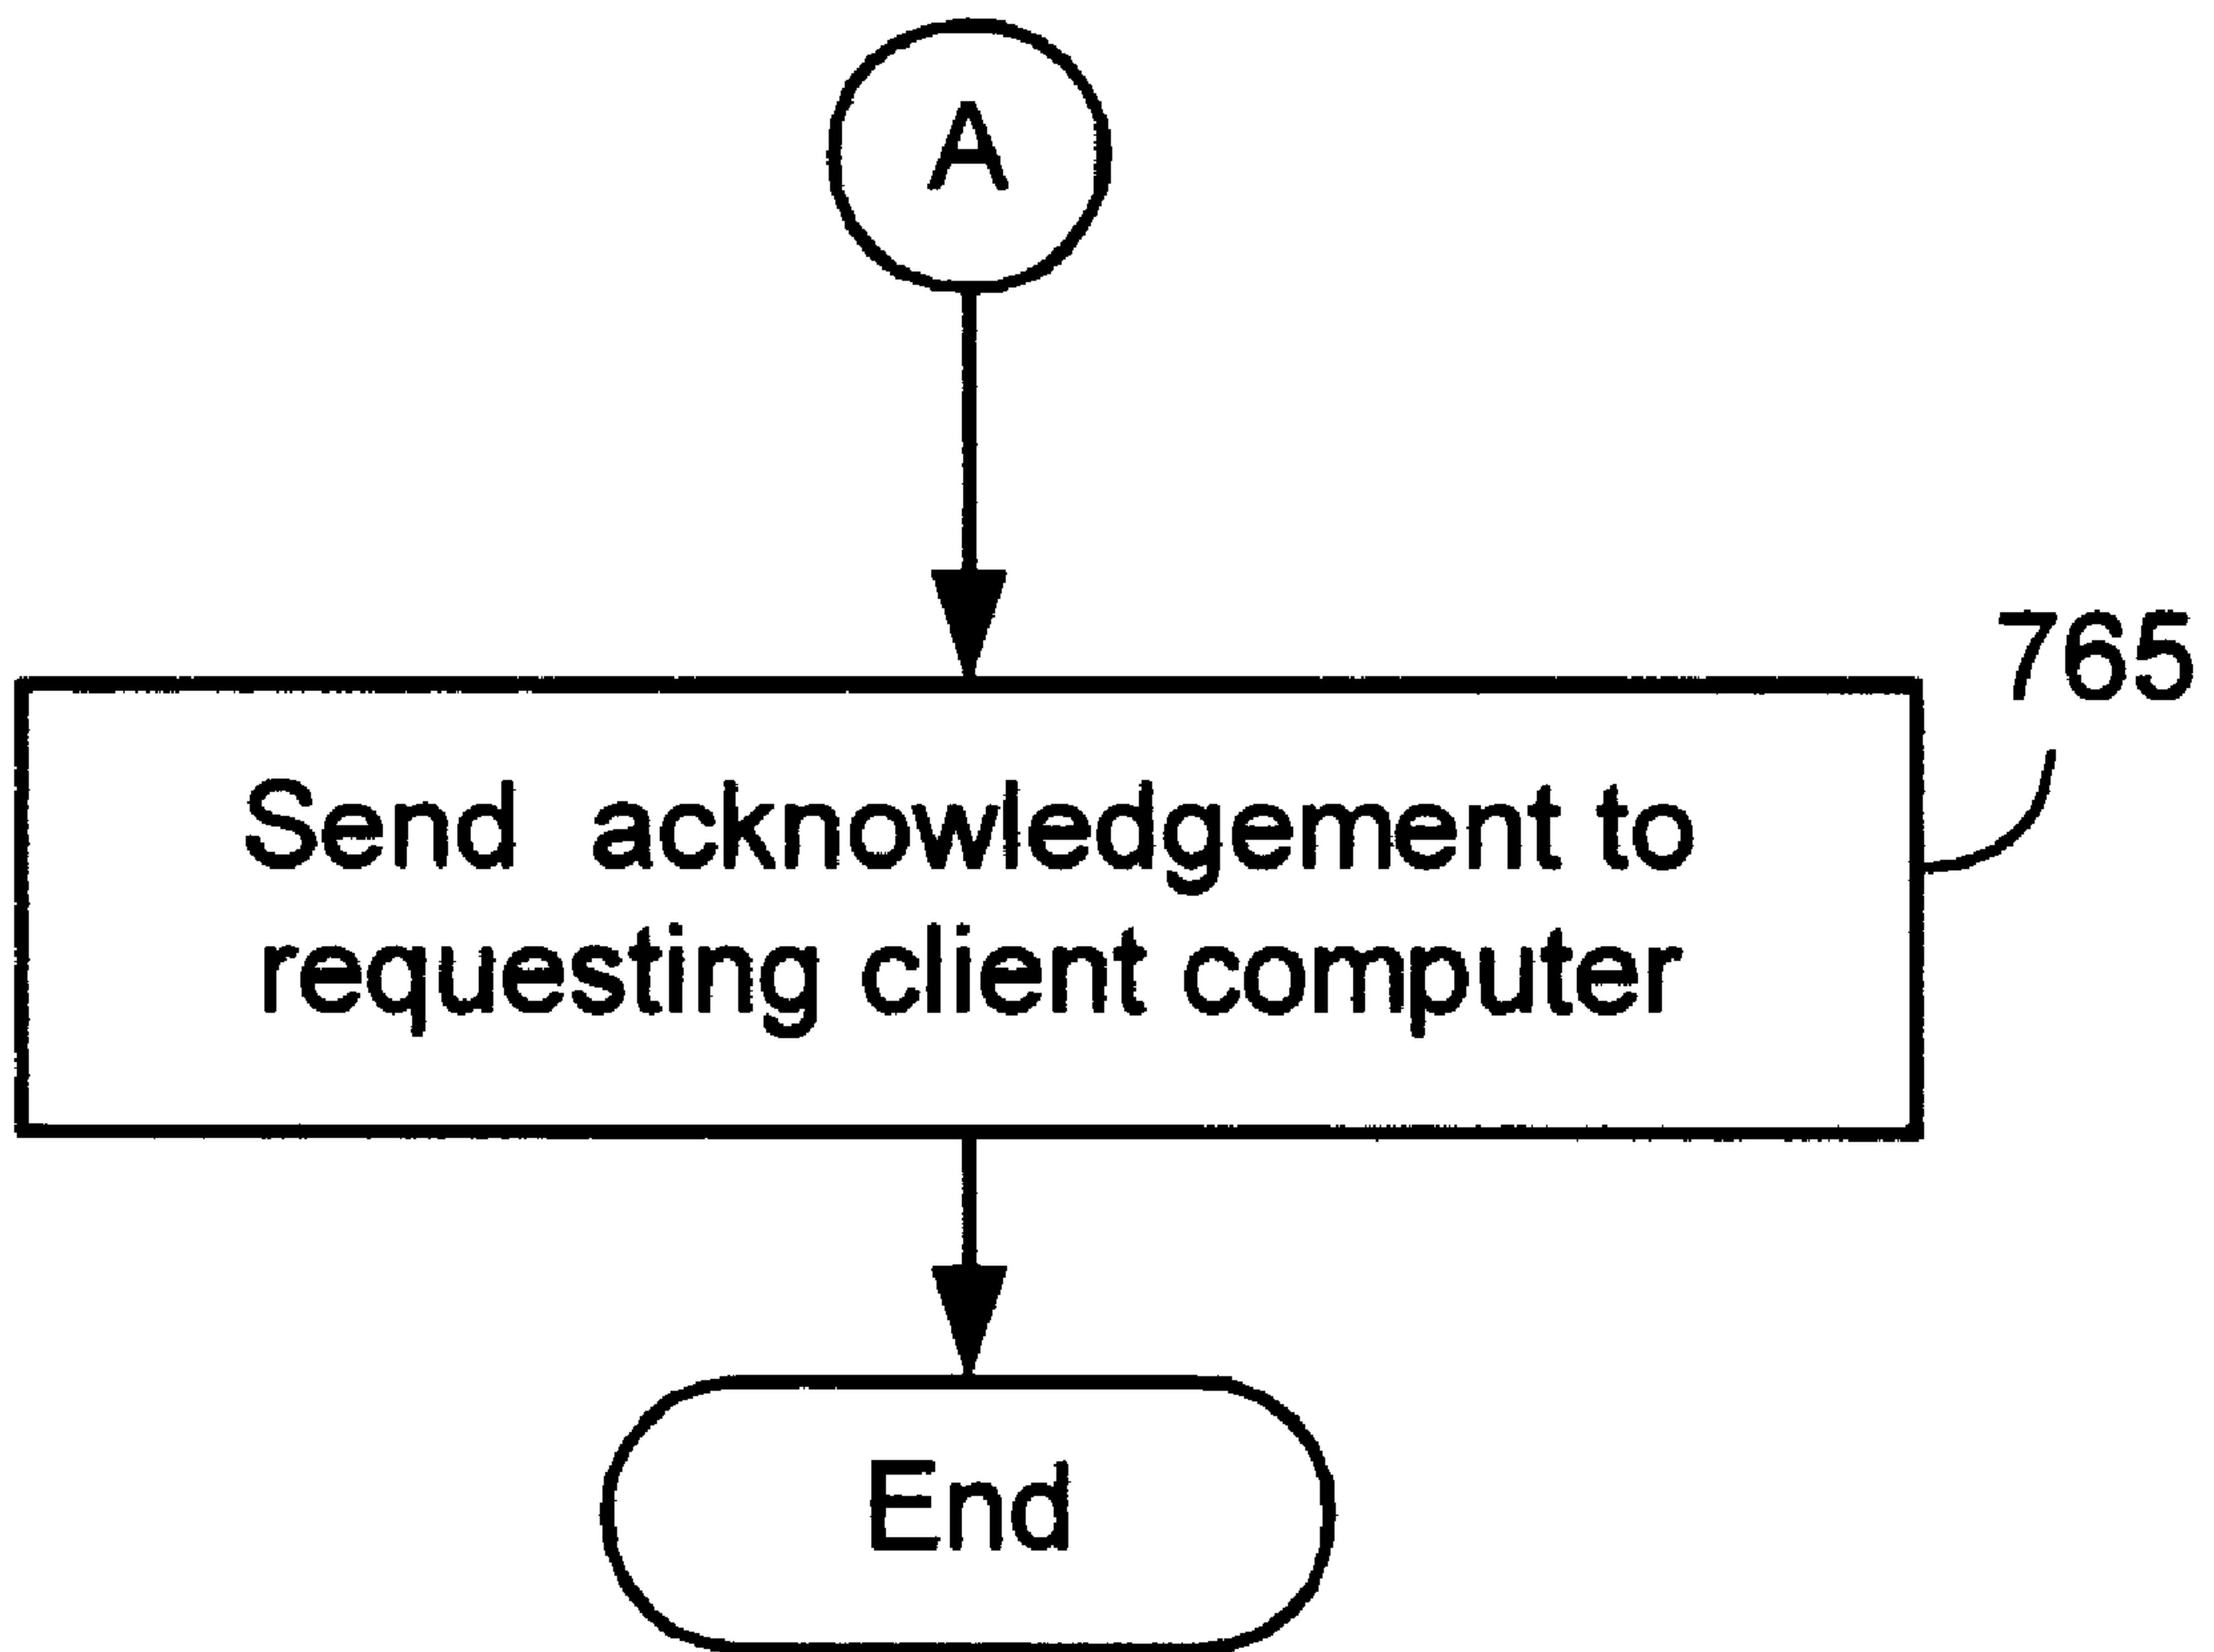 A
765
Send acknowledgement to
requesting client computer
End